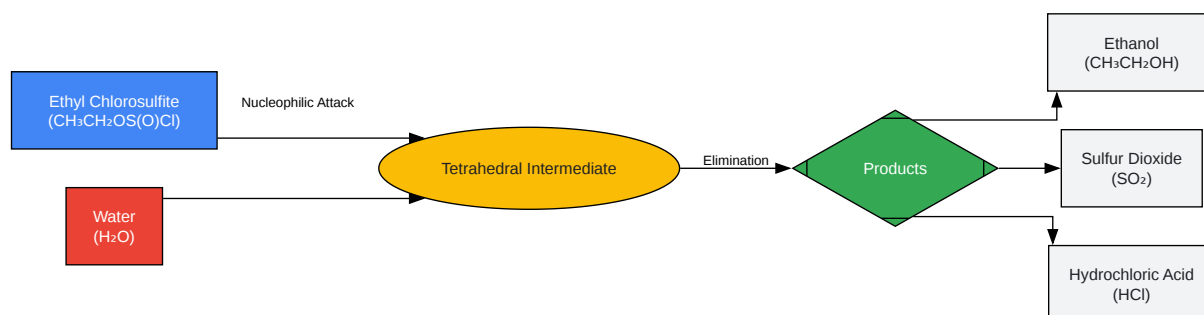 Ethyl Chlorosulfite
(CH₃CH₂OS(O)Cl)
Nucleophilic Attack
Water
(H₂O)
Tetrahedral Intermediate
Elimination
Products
Ethanol
(CH₃CH₂OH)
Sulfur Dioxide
(SO₂)
Hydrochloric Acid
(HCl)